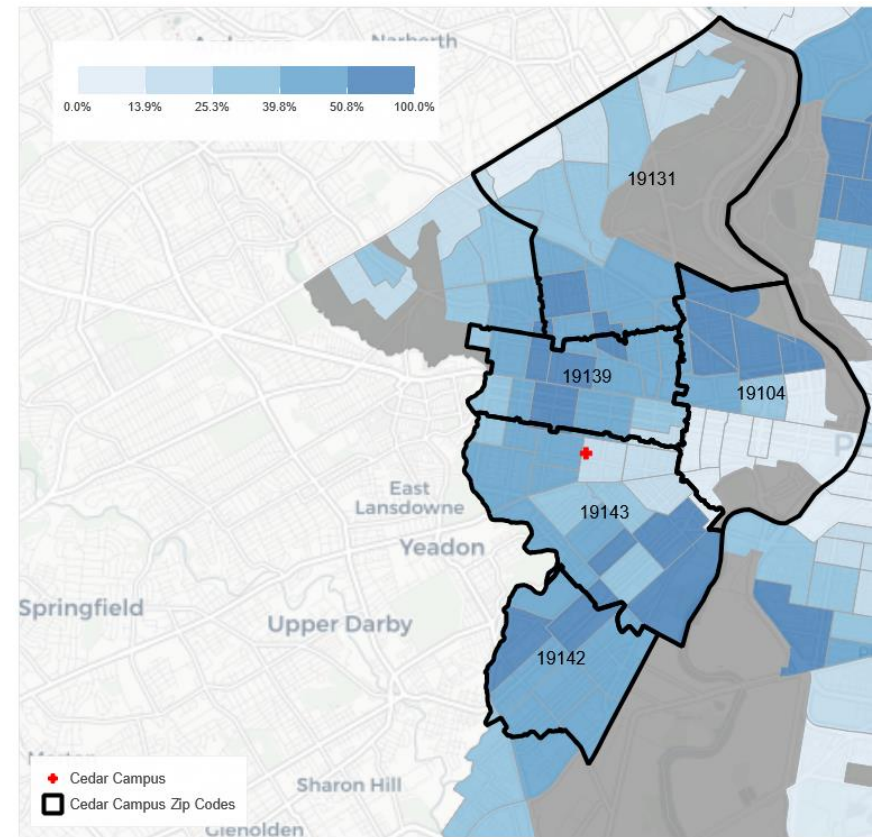 Narberth
0.0% 13.9% 25.3% 39.8% 50.8% 100.0%
19131
19139
19104
East
Lansdowne
19143
Yeadon
Springfield
Upper Darby
19142
Cedar Campus
Sharon Hill
Cedar Campus Zip Codes
Glenolden